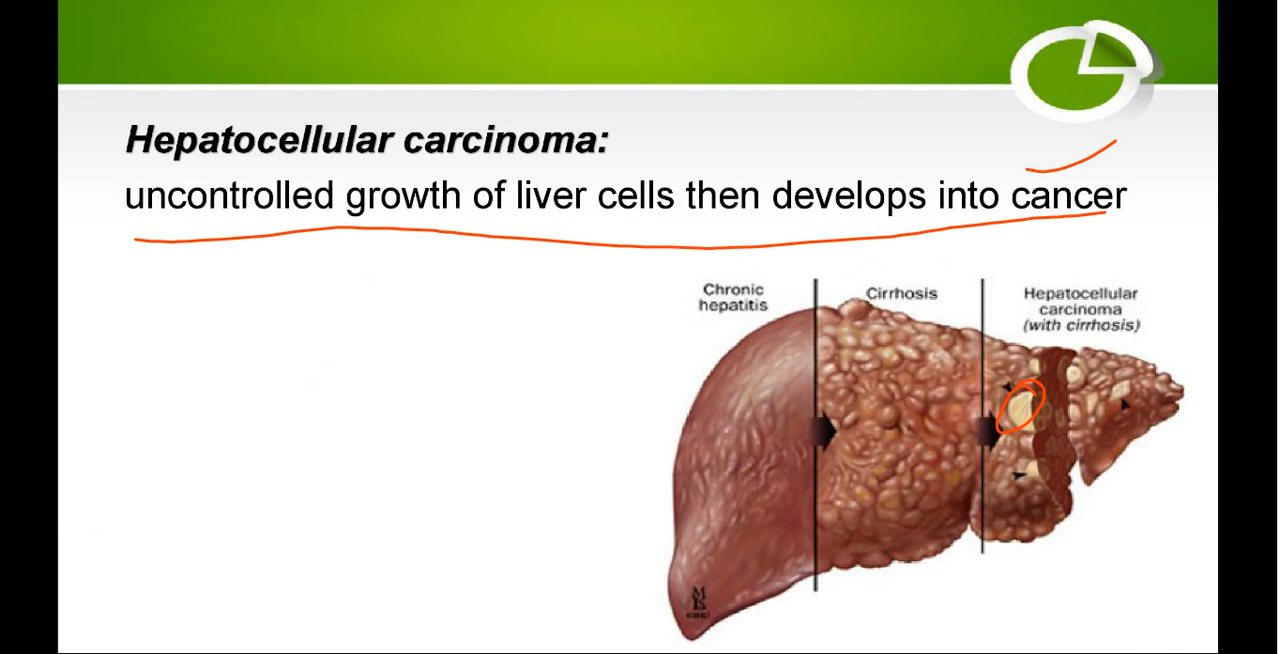 Hepatocellular carcinoma:
uncontrolled growth of liver cells then develops into cancer
Chronic
hepatitis
Cirrhosis
Hepatocellular
carcinoma
(with cirrhosis)